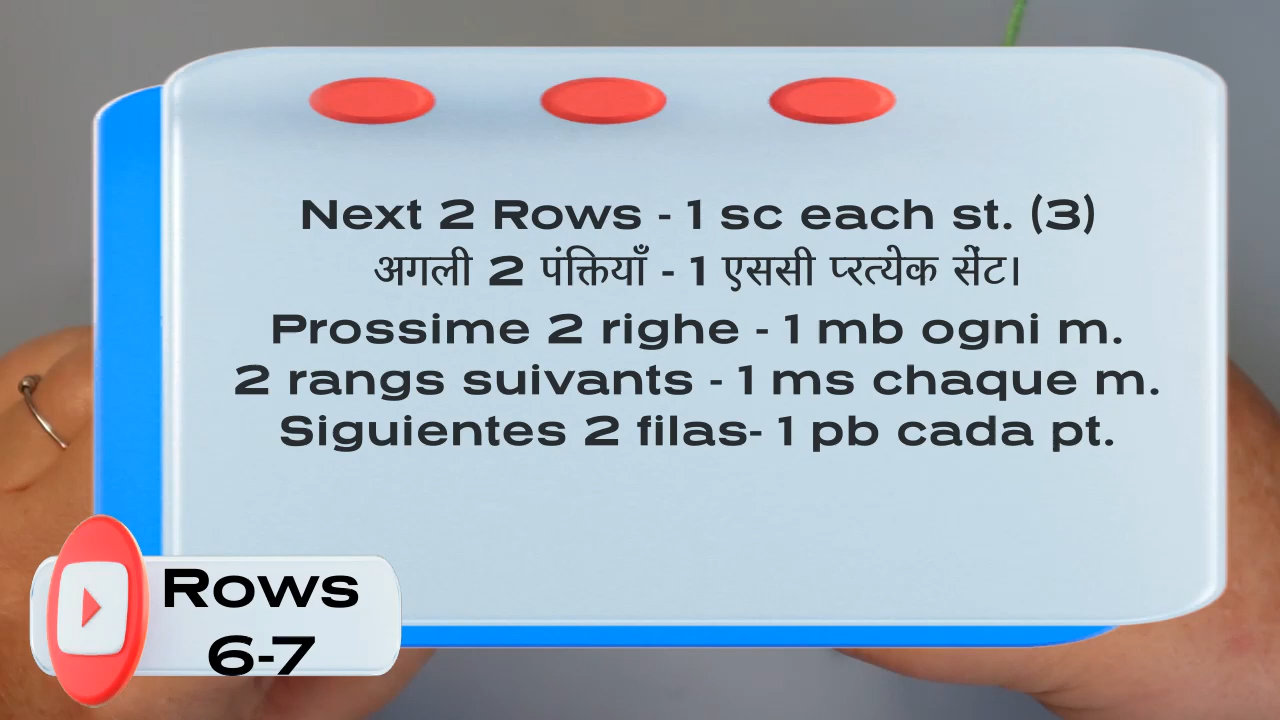 Next 2 Rows - 1 sc each st. (3)
अगली 2 पंक्तियाँ - 1 एससी प्रत्येक सेंट।
Prossime 2 righe - 1 mb ogni m.
2 rangs suivants - 1 ms chaque m.
Siguientes 2 filas- 1 pb cada pt.
Rows
6-7